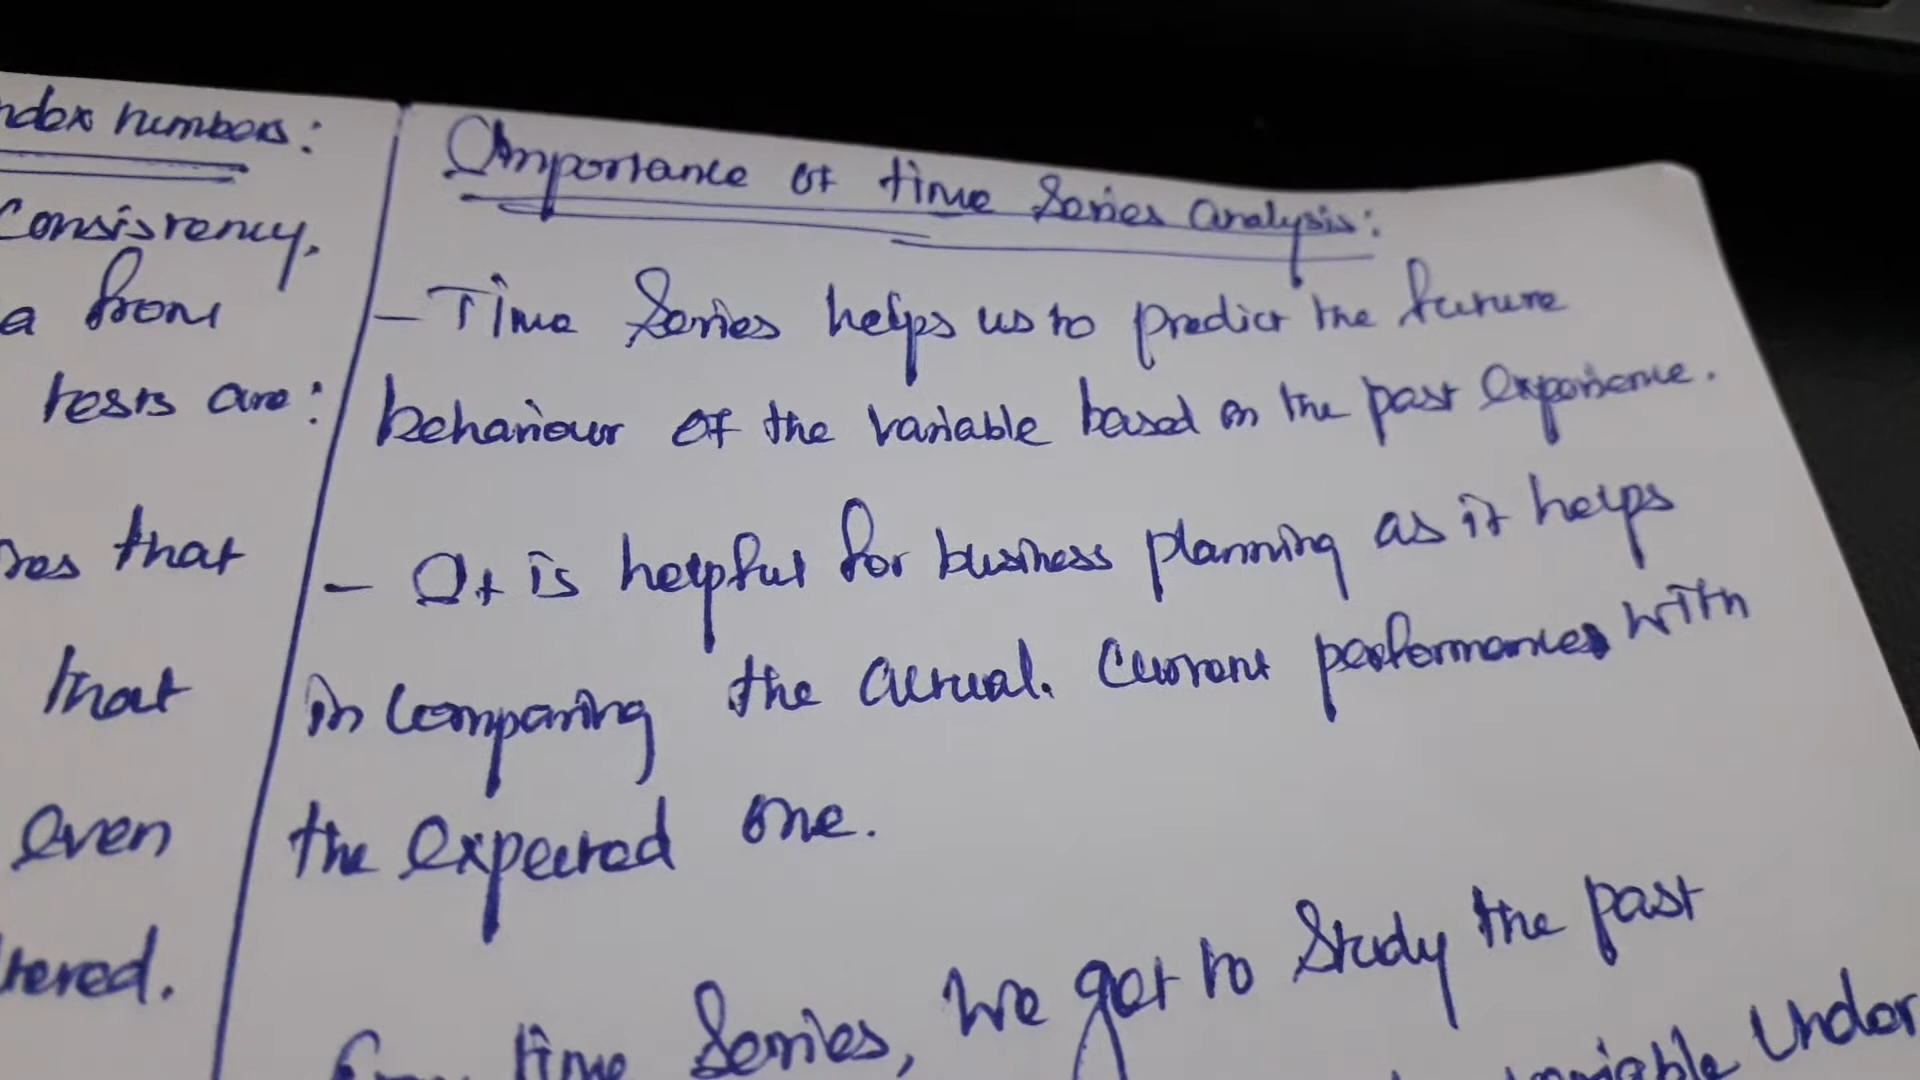 ndex numbers:
Consistency.
a from
tests are:
res that
that
even
tered.
Importance of time Series analysis:
- Time Series helps us to predict the future
behaviour of the variable based on the past experience.
- It is helpful for business planning as it helps
in comparing the actual. Current performances with
the expected one.
From time Series, we get to Study the past
variable Under